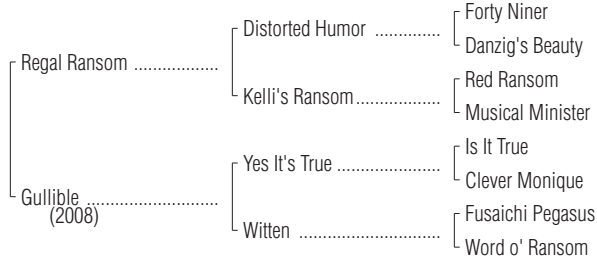 Forty Niner
Distorted Humor ..............
Danzig's Beauty
Regal Ransom ..................
Red Ransom
Kelli's Ransom..................
Musical Minister
Is It True
Yes It's True ......................
Clever Monique
Gullible ............................
(2008)
Fusaichi Pegasus
Witten ..............................
Word o' Ransom